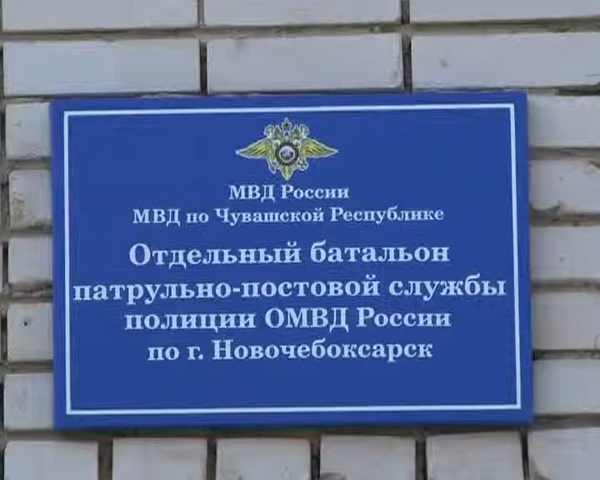 МВД России
МВД по Чувашской Республике
Отдельный батальон
патрульно-постовой службы
полиции ОМВД России
по г. Новочебоксарск